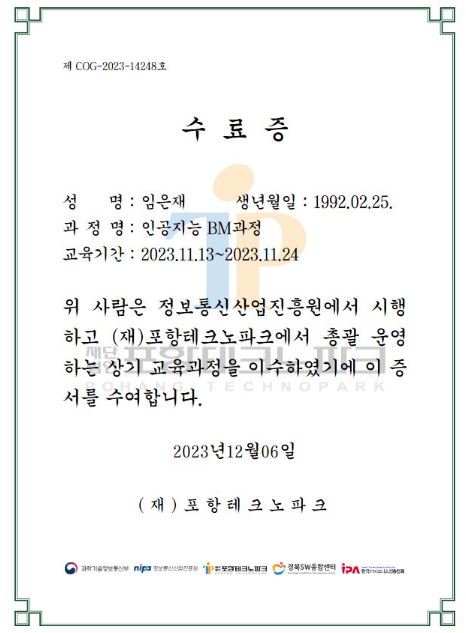 제 COG-2023-14248호
수 료 증
성 명 : 임은재 생년월일 : 1992.02.25.
과 정 명 : 인공지능 BM과정
교육기간 : 2023.11.13~2023.11.24
위 사람은 정보통신산업진흥원에서 시행
하고 (재)포항테크노파크에서 총괄 운영
하는 상기 교육과정을 이수하였기에 이 증
서를 수여합니다.
재단법인 포항테크노파크
POHANG TECHNOPARK
2023년12월06일
(재) 포항테크노파크
과학기술정보통신부 nipa 정보통신산업진흥원 포항테크노파크 경북SW융합센터 IPA